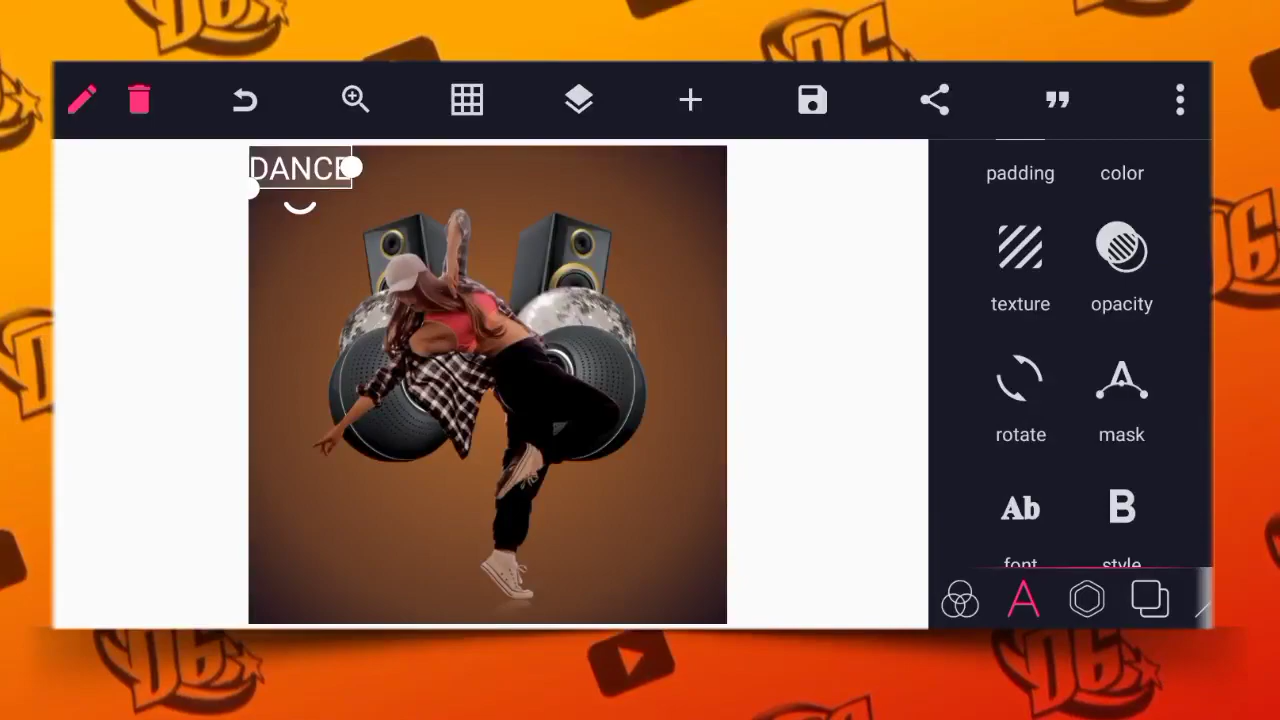 DANCE
padding color
texture opacity
rotate mask
Ab B
font style
A